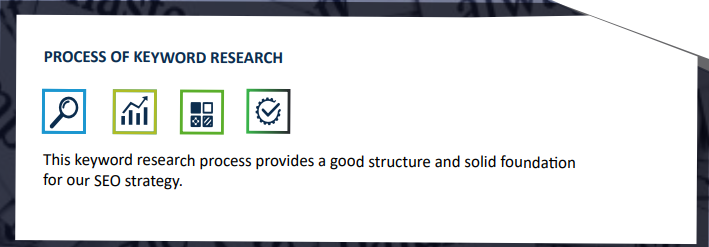 PROCESS OF KEYWORD RESEARCH
This keyword research process provides a good structure and solid foundation
for our SEO strategy.